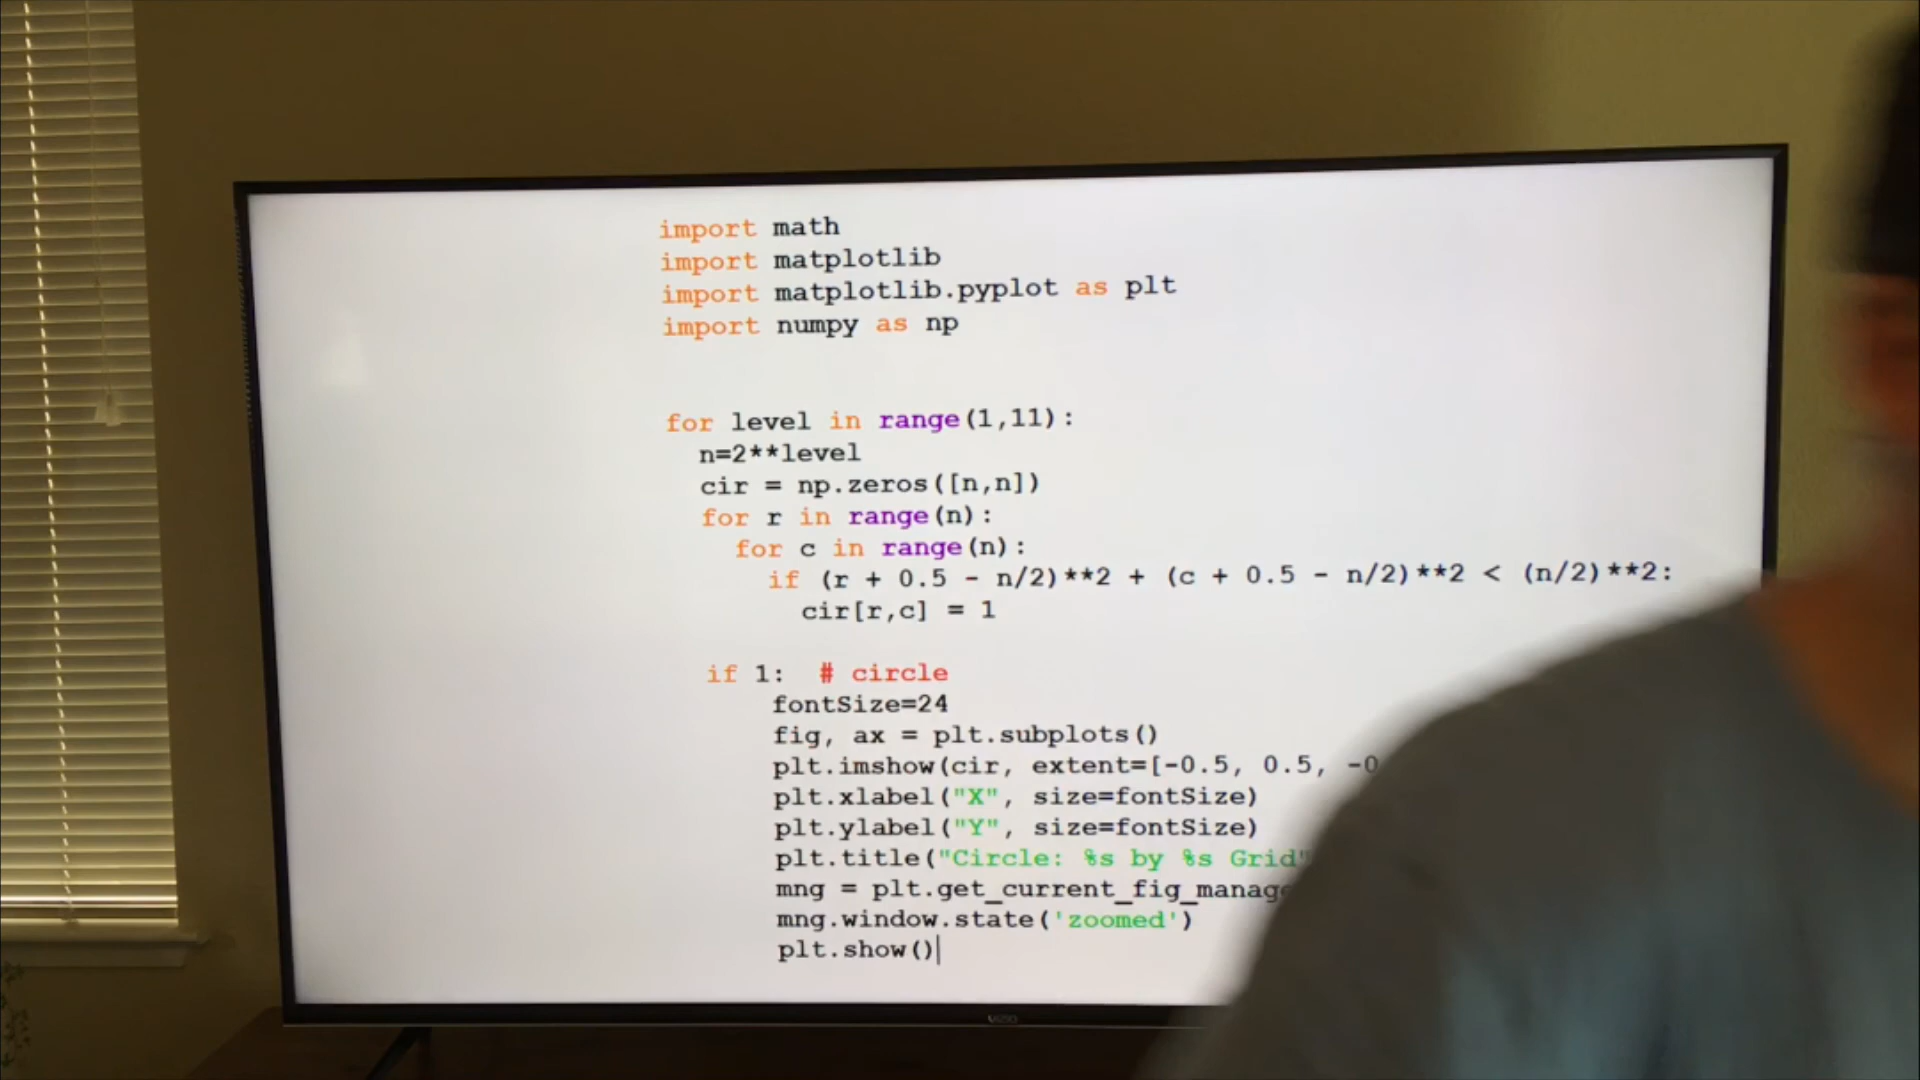 import math
import matplotlib
import matplotlib.pyplot as plt
import numpy as np
for level in range(1,11):
n=2**level
cir = np.zeros([n,n])
for r in range(n):
for c in range(n):
if (r + 0.5 - n/2)**2 + (c + 0.5 - n/2)**2 < (n/2)**2:
cir[r,c] = 1
if 1:  # circle
fontSize=24
fig, ax = plt.subplots()
plt.imshow(cir, extent=[-0.5, 0.5, -0
plt.xlabel("X", size=fontSize)
plt.ylabel("Y", size=fontSize)
plt.title("Circle: %s by %s Grid"
mng = plt.get_current_fig_manage
mng.window.state('zoomed')
plt.show()
VIZIO